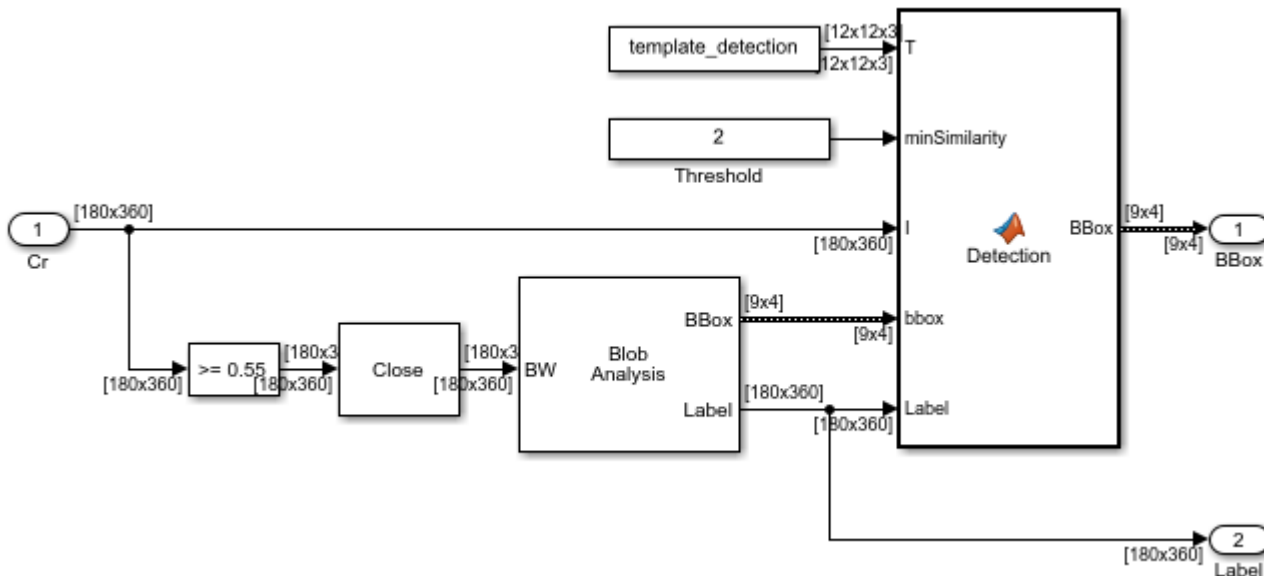 [12x12x3]
template_detection
T
[12x12x3]
2
minSimilarity
Threshold
[180x360]
1
Cr
I
[180x360]
Detection
BBox
[9x4]
[9x4]
1
BBox
[9x4]
BBox
[9x4]
bbox
>= 0.55
[180x360]
[180x3
[180x360]
Close
[180x3
[180x360]
BW
Blob
Analysis
Label
[180x360]
[180x360]
Label
2
[180x360]
Label